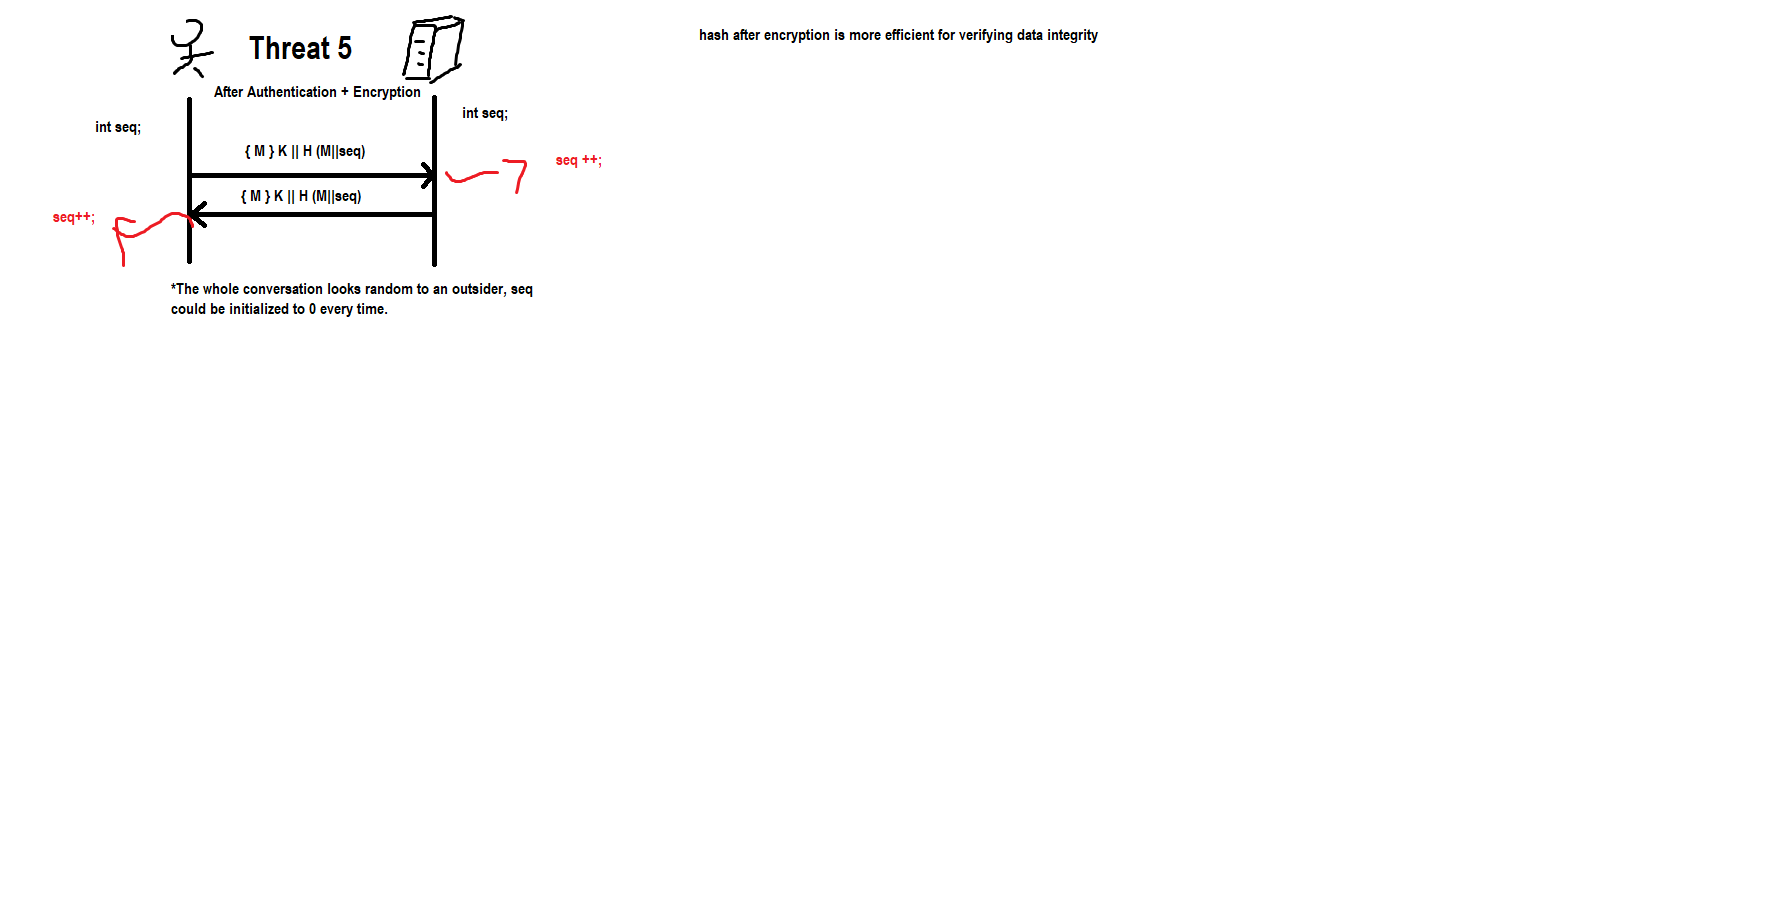 Threat 5
hash after encryption is more efficient for verifying data integrity
After Authentication + Encryption
int seq;
int seq;
{ M } K || H (M||seq)
seq ++;
{ M } K || H (M||seq)
seq++;
*The whole conversation looks random to an outsider, seq
could be initialized to 0 every time.